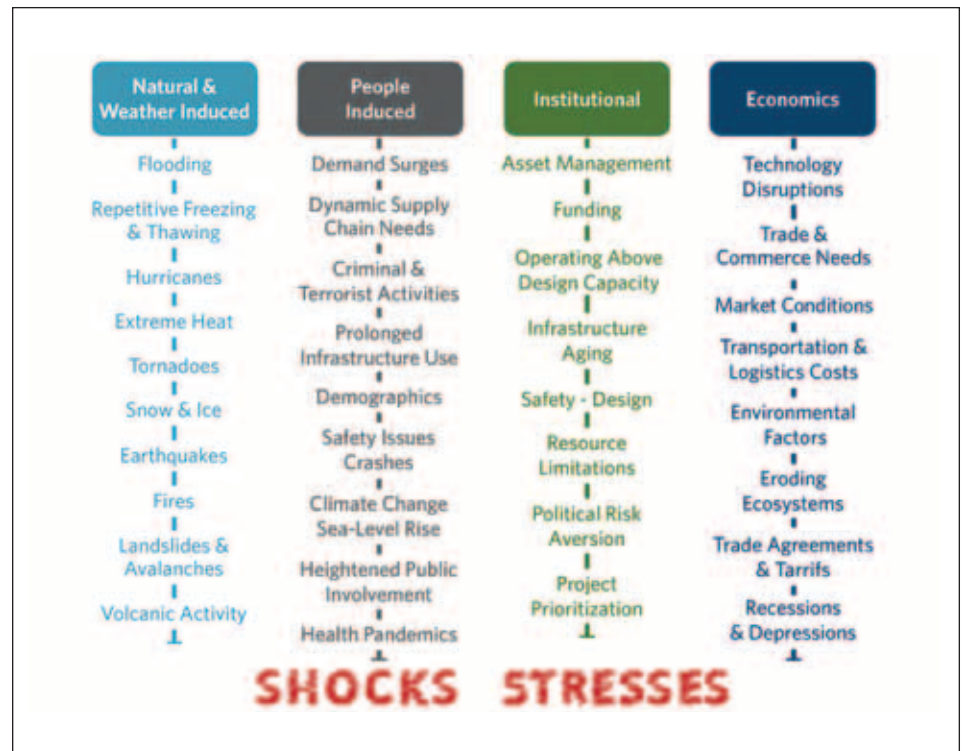 Natural &
Weather Induced
Flooding
Repetitive Freezing
& Thawing
Hurricanes
Extreme Heat
Tornadoes
Snow & Ice
Earthquakes
Fires
Landslides &
Avalanches
Volcanic Activity
People
Induced
Demand Surges
Dynamic Supply
Chain Needs
Criminal &
Terrorist Activities
Prolonged
Infrastructure Use
Demographics
Safety Issues
Crashes
Climate Change
Sea-Level Rise
Heightened Public
Involvement
Health Pandemics
Institutional
Asset Management
Funding
Operating Above
Design Capacity
Infrastructure
Aging
Safety - Design
Resource
Limitations
Political Risk
Aversion
Project
Prioritization
Economics
Technology
Disruptions
Trade &
Commerce Needs
Market Conditions
Transportation &
Logistics Costs
Environmental
Factors
Eroding
Ecosystems
Trade Agreements
& Tarrifs
Recessions
& Depressions
SHOCKS STRESSES